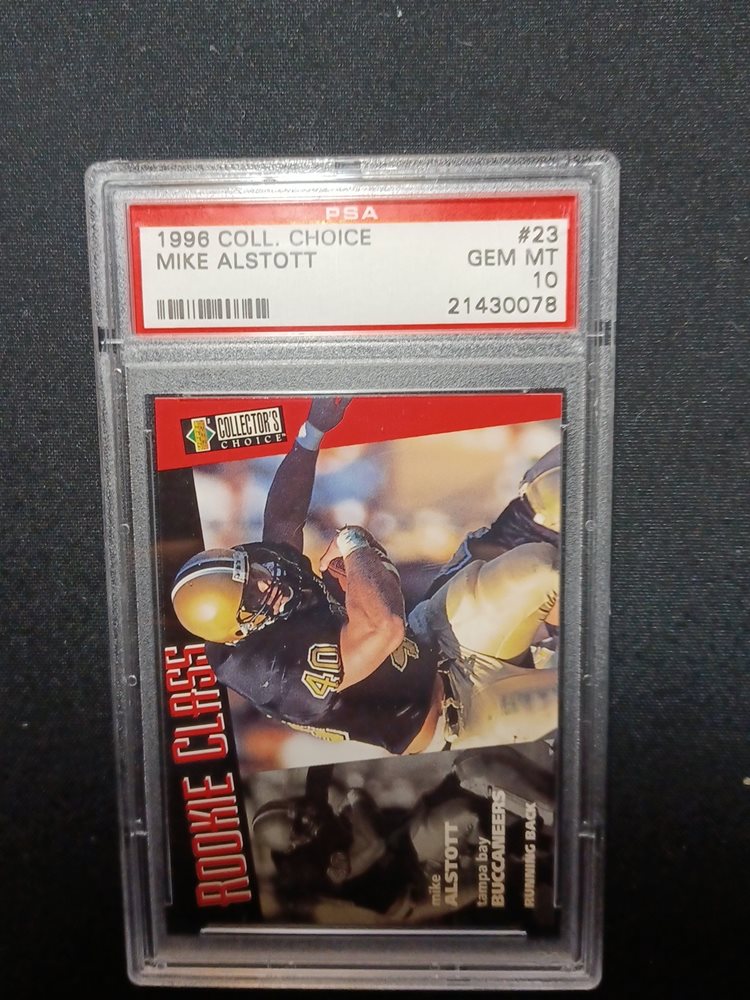 PSA
1996 COLL. CHOICE #23
MIKE ALSTOTT GEM MT
10
21430078
COLLECTOR'S
CHOICE
40
ROOKIE CLASS
mike
ALSTOTT
tampa bay
BUCCANEERS
RUNNING BACK